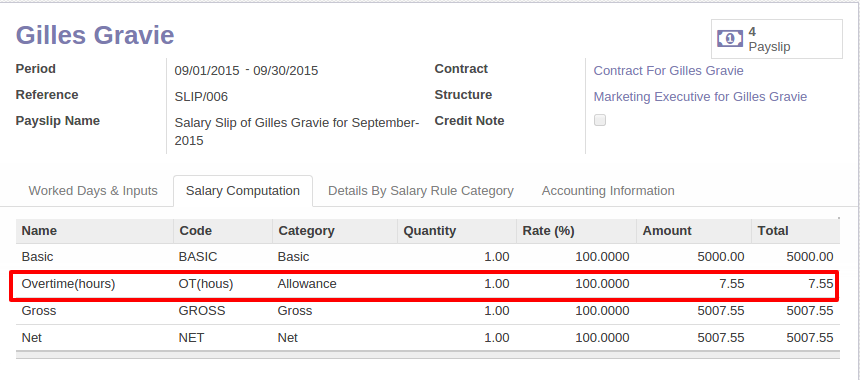 Gilles Gravie
4
Payslip
Period 09/01/2015 - 09/30/2015 Contract Contract For Gilles Gravie
Reference SLIP/006 Structure Marketing Executive for Gilles Gravie
Payslip Name Salary Slip of Gilles Gravie for September- Credit Note
2015
Worked Days & Inputs Salary Computation Details By Salary Rule Category Accounting Information
Name Code Category Quantity Rate (%) Amount Total
Basic BASIC Basic 1.00 100.0000 5000.00 5000.00
Overtime(hours) OT(hous) Allowance 1.00 100.0000 7.55 7.55
Gross GROSS Gross 1.00 100.0000 5007.55 5007.55
Net NET Net 1.00 100.0000 5007.55 5007.55